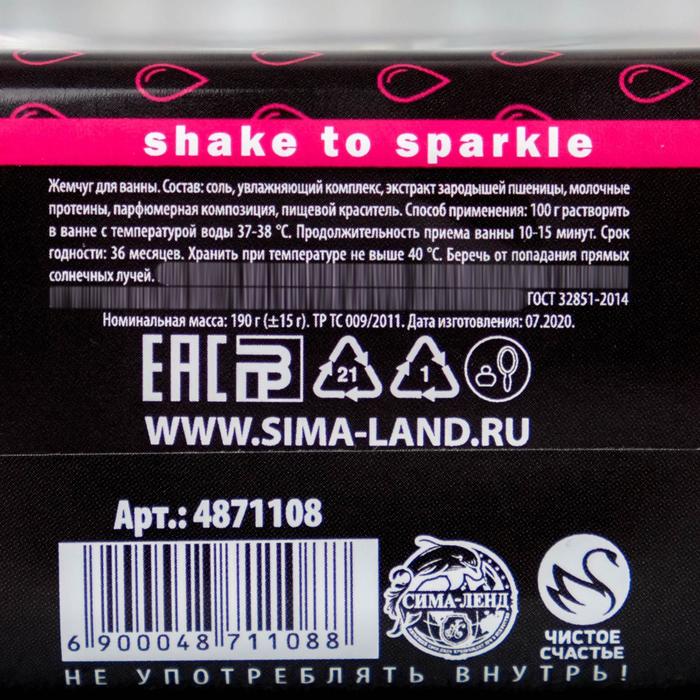 shake to sparkle
Жемчуг для ванны. Состав: соль, увлажняющий комплекс, экстракт зародышей пшеницы, молочные
протеины, парфюмерная композиция, пищевой краситель. Способ применения: 100 г растворить
в ванне с температурой воды 37-38 °C. Продолжительность приема ванны 10-15 минут. Срок
годности: 36 месяцев. Хранить при температуре не выше 40 °C. Беречь от попадания прямых
солнечных лучей.
ГОСТ 32851-2014
Номинальная масса: 190 г (±15 г). ТР ТС 009/2011. Дата изготовления: 07.2020.
EAC РБ 21 1
WWW.SIMA-LAND.RU
Арт.: 4871108
6 900048 711088
СИМА-ЛЕНД
ЧИСТОЕ
СЧАСТЬЕ
НЕ УПОТРЕБЛЯТЬ ВНУТРЬ!